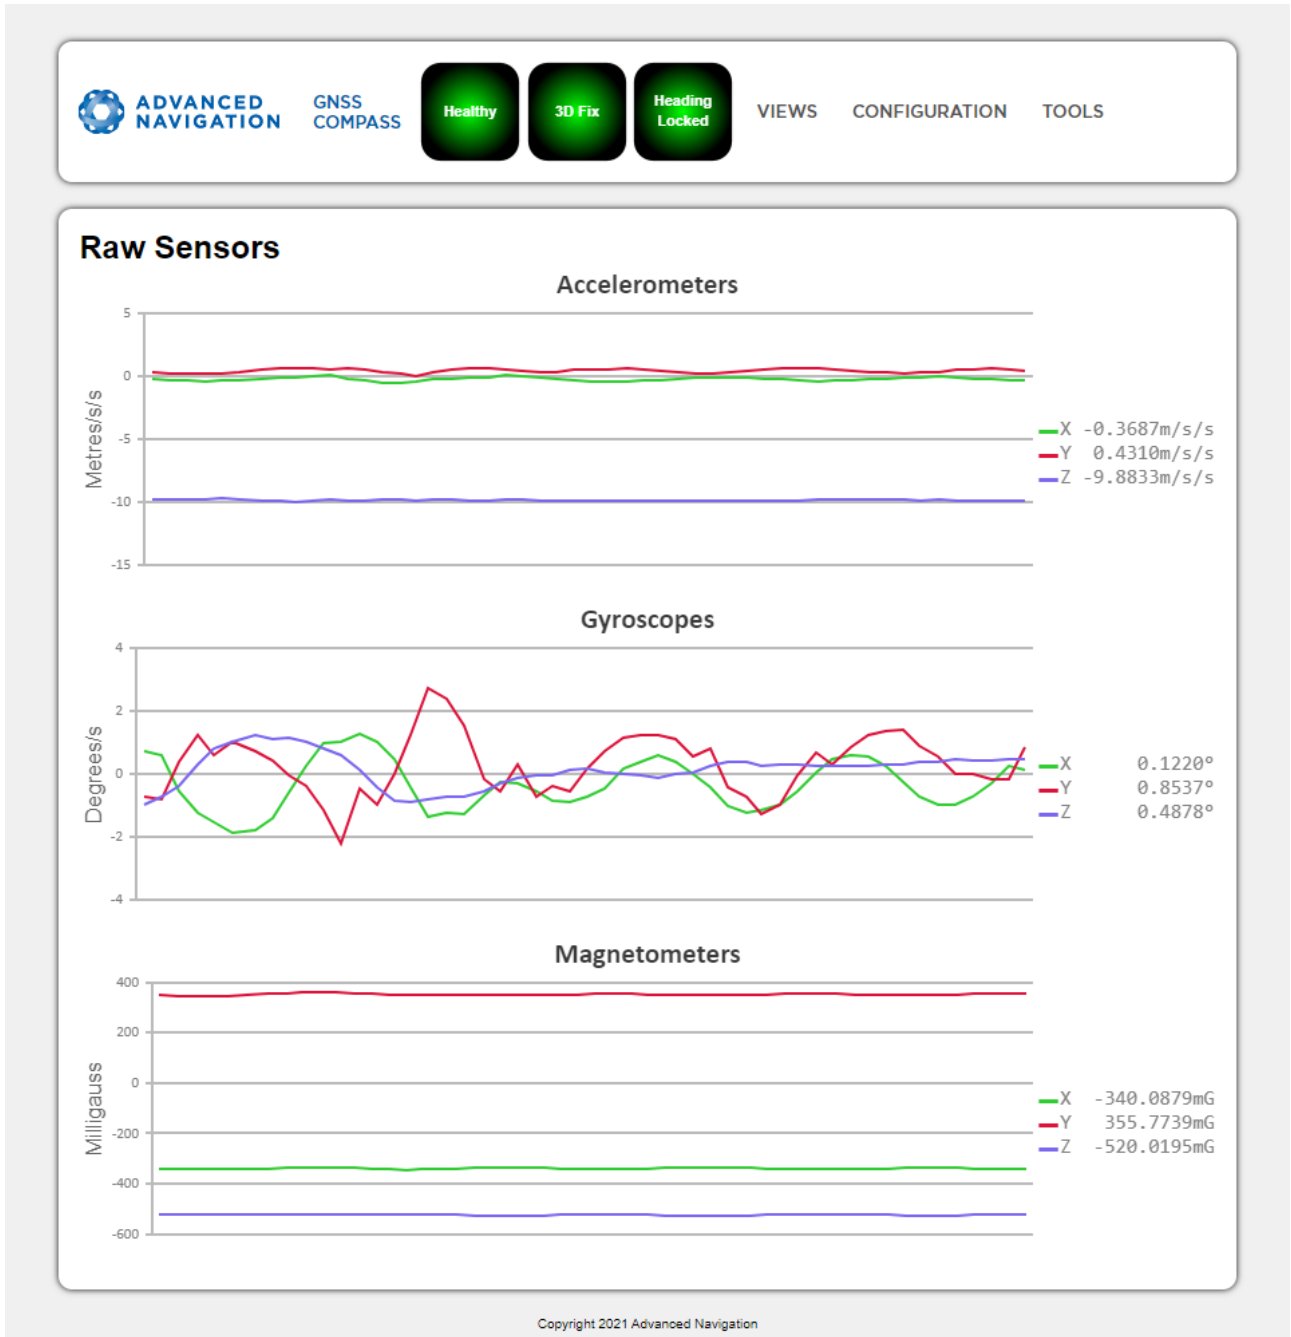 ADVANCED
NAVIGATION
GNSS
COMPASS
Healthy
3D Fix
Heading
Locked
VIEWS
CONFIGURATION
TOOLS
Raw Sensors
Accelerometers
5
0
-5
-10
-15
Metres/s/s
X -0.3687m/s/s
Y 0.4310m/s/s
Z -9.8833m/s/s
Gyroscopes
4
2
0
-2
-4
Degrees/s
X 0.1220°
Y 0.8537°
Z 0.4878°
Magnetometers
400
200
0
-200
-400
-600
Milligauss
X -340.0879mG
Y 355.7739mG
Z -520.0195mG
Copyright 2021 Advanced Navigation